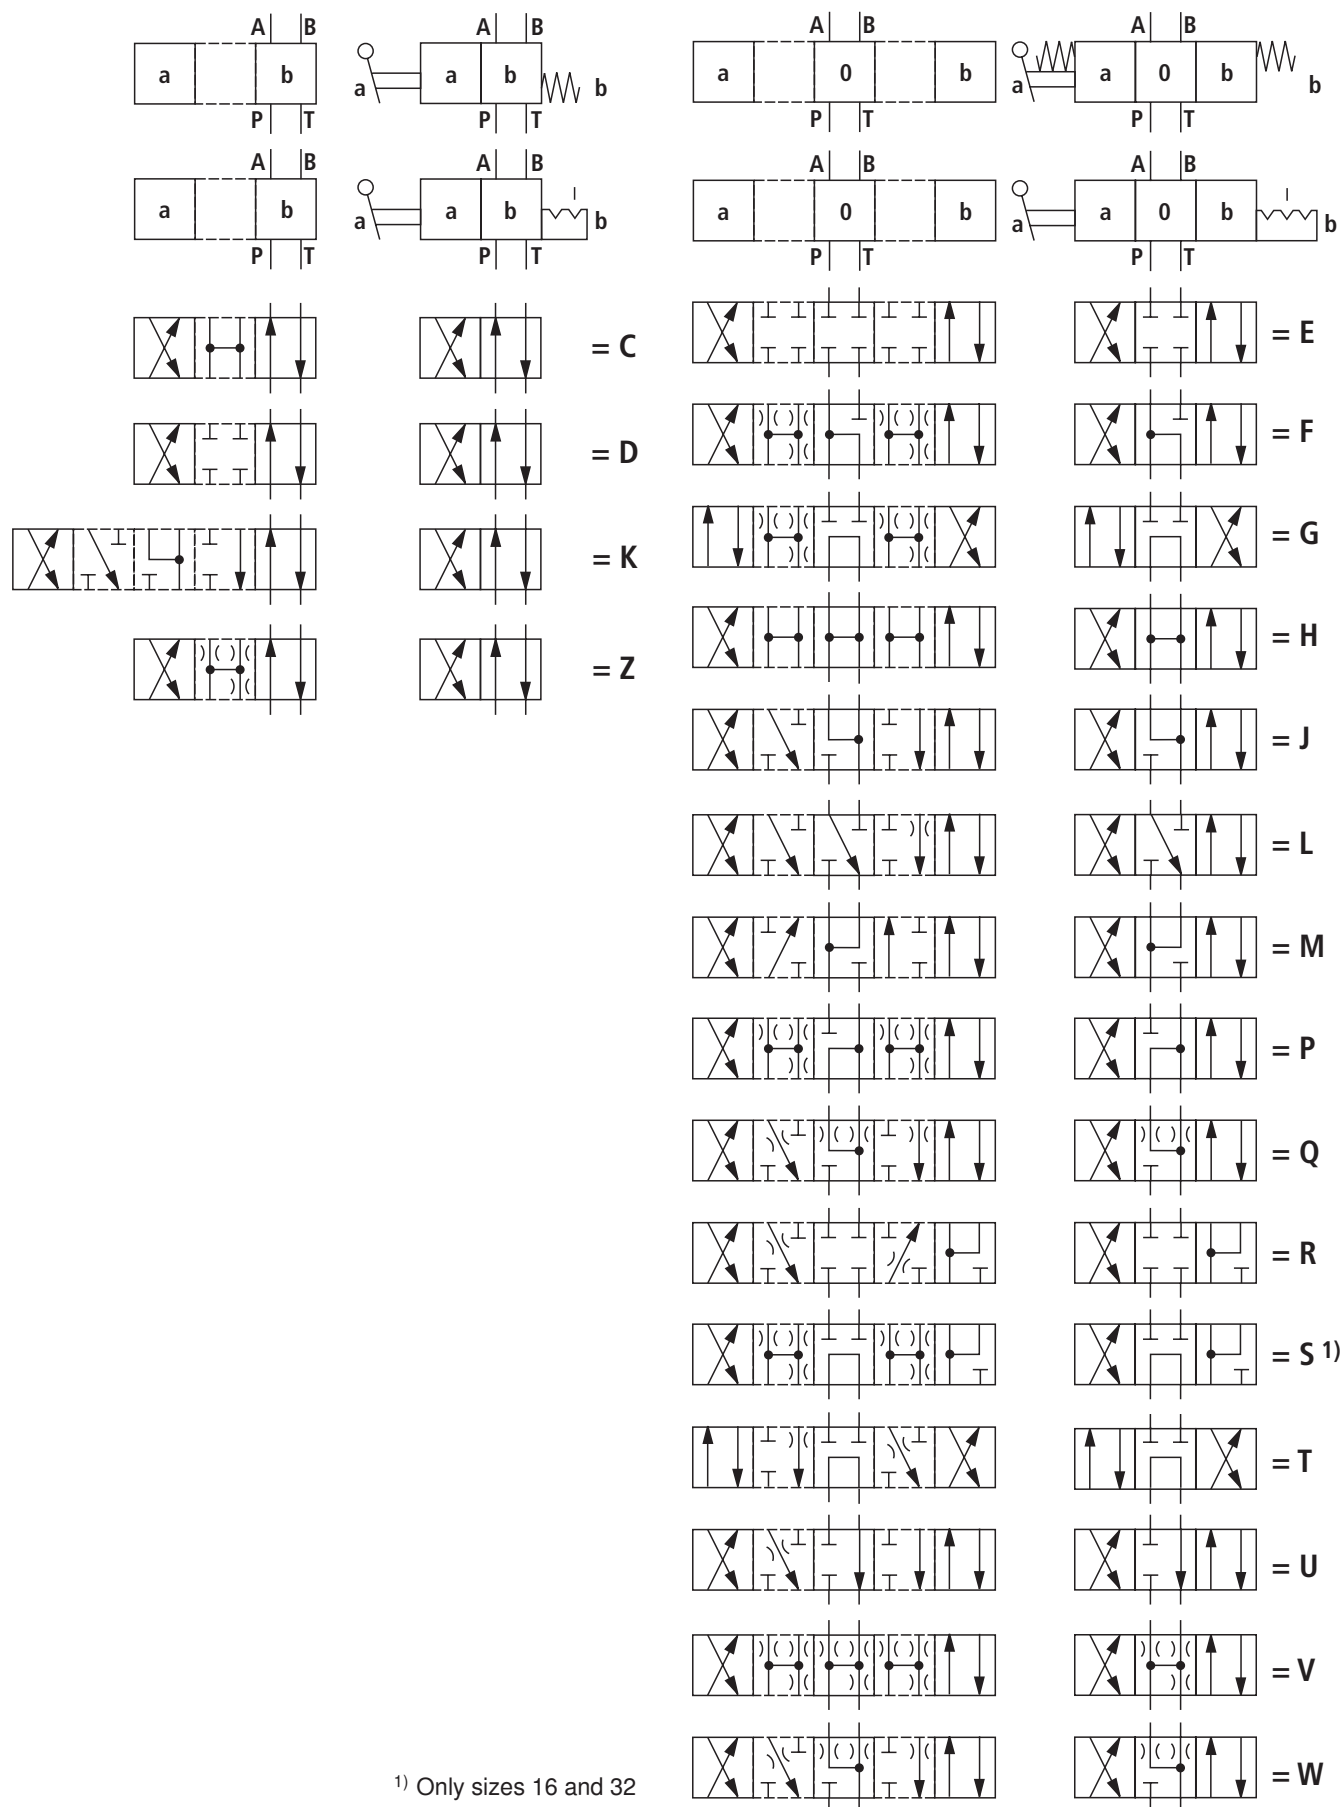 A B A B A B A B
a b a a b b a 0 b a a 0 b b
P T P T P T P T
A B A B A B A B
a b a a b b a 0 b a a 0 b b
P T P T P T P T
= C = E
= D = F
= K = G
= Z = H
= J
= L
= M
= P
= Q
= R
= S 1)
= T
= U
= V
= W
1) Only sizes 16 and 32